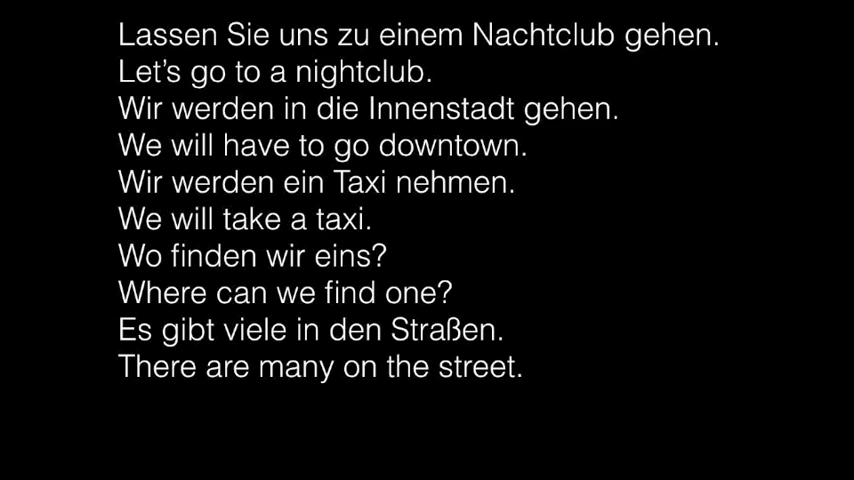 Lassen Sie uns zu einem Nachtclub gehen.
Let's go to a nightclub.
Wir werden in die Innenstadt gehen.
We will have to go downtown.
Wir werden ein Taxi nehmen.
We will take a taxi.
Wo finden wir eins?
Where can we find one?
Es gibt viele in den Straßen.
There are many on the street.